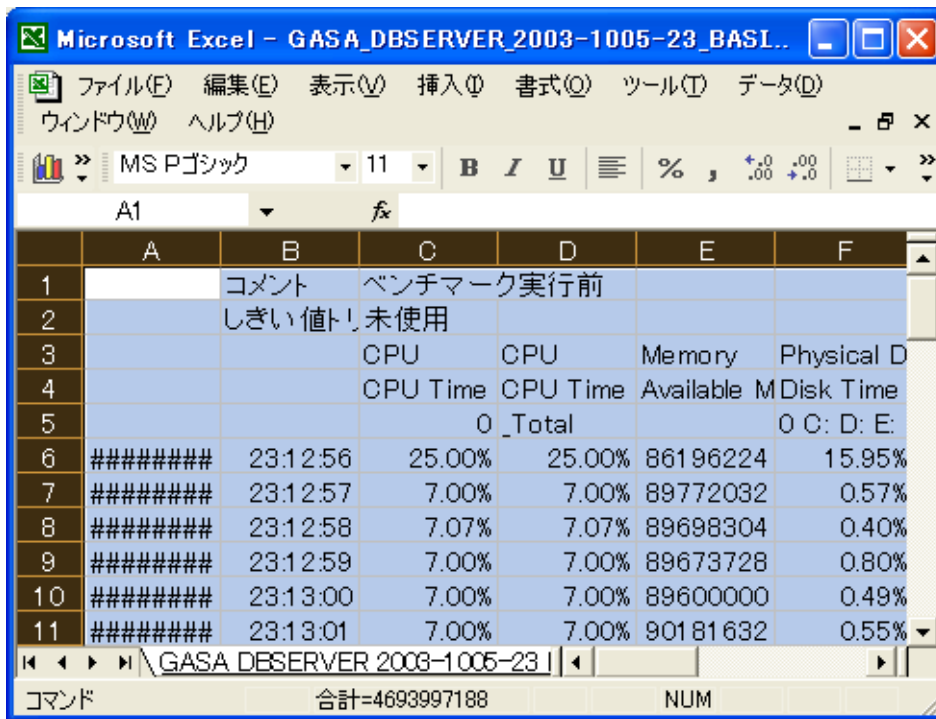 Microsoft Excel - GASA_DBSERVER_2003-1005-23_BASI..
ファイル(F) 編集(E) 表示(V) 挿入(I) 書式(O) ツール(T) データ(D)
ウィンドウ(W) ヘルプ(H)
MS Pゴシック 11 B I U % , .0 .00 .00 .0
A1 fx
A B C D E F
1 コメント ベンチマーク実行前
2 しきい値トリ 未使用
3 CPU CPU Memory Physical D
4 CPU Time CPU Time Available M Disk Time
5 0 _Total 0 C: D: E:
6 ######## 23:12:56 25.00% 25.00% 86196224 15.95%
7 ######## 23:12:57 7.00% 7.00% 89772032 0.57%
8 ######## 23:12:58 7.07% 7.07% 89698304 0.40%
9 ######## 23:12:59 7.00% 7.00% 89673728 0.80%
10 ######## 23:13:00 7.00% 7.00% 89600000 0.49%
11 ######## 23:13:01 7.00% 7.00% 90181632 0.55%
GASA DBSERVER 2003-1005-23
コマンド 合計=4693997188 NUM